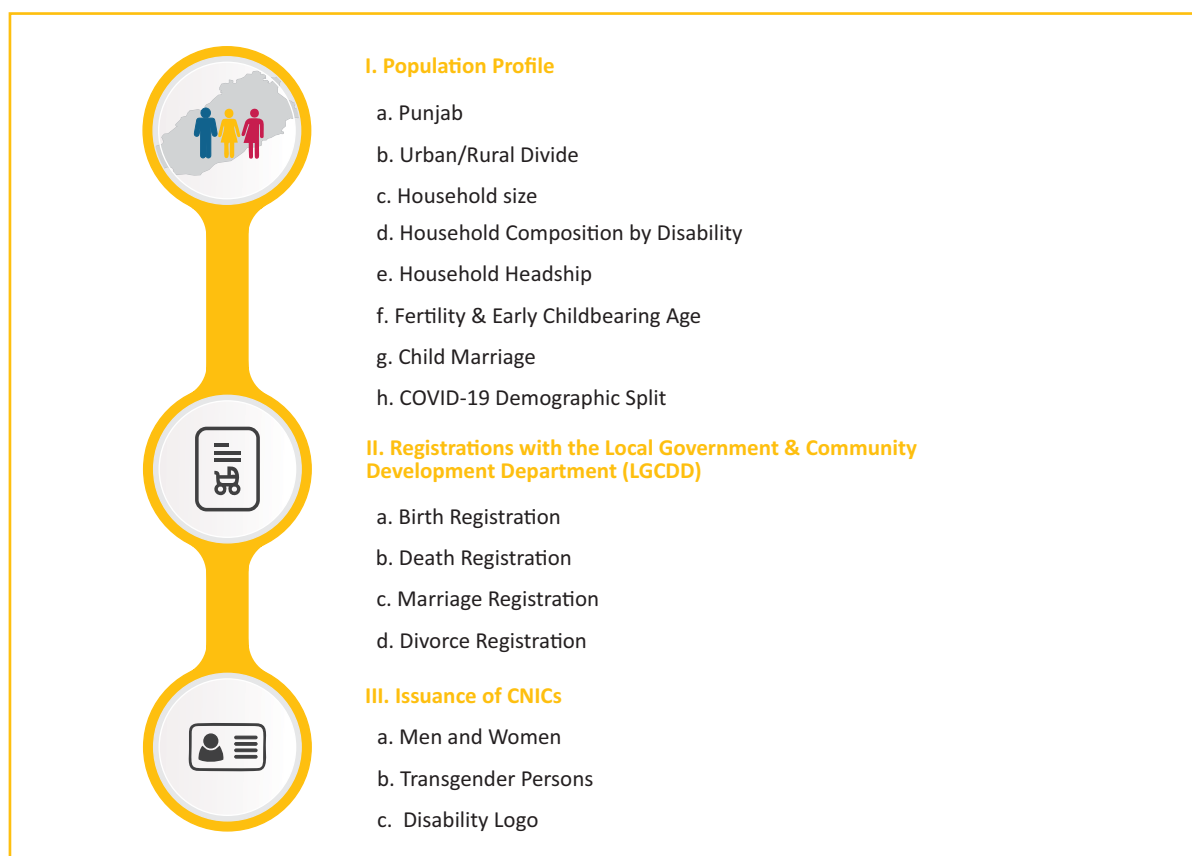 I. Population Profile
a. Punjab
b. Urban/Rural Divide
c. Household size
d. Household Composition by Disability
e. Household Headship
f. Fertility & Early Childbearing Age
g. Child Marriage
h. COVID-19 Demographic Split
II. Registrations with the Local Government & Community
Development Department (LGCDD)
a. Birth Registration
b. Death Registration
c. Marriage Registration
d. Divorce Registration
III. Issuance of CNICs
a. Men and Women
b. Transgender Persons
c. Disability Logo